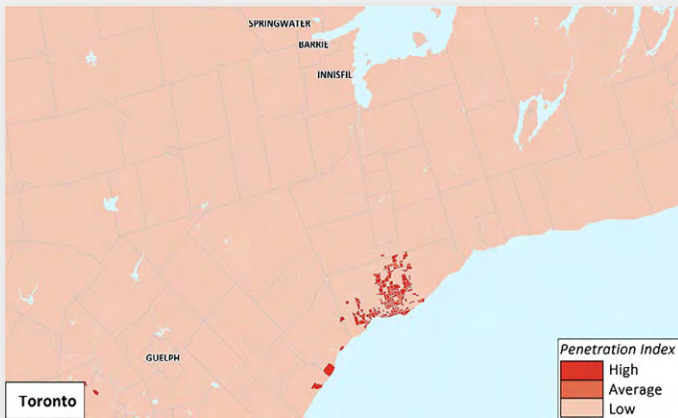 SPRINGWATER
BARRIE
INNISFIL
GUELPH
Toronto
Penetration Index
High
Average
Low